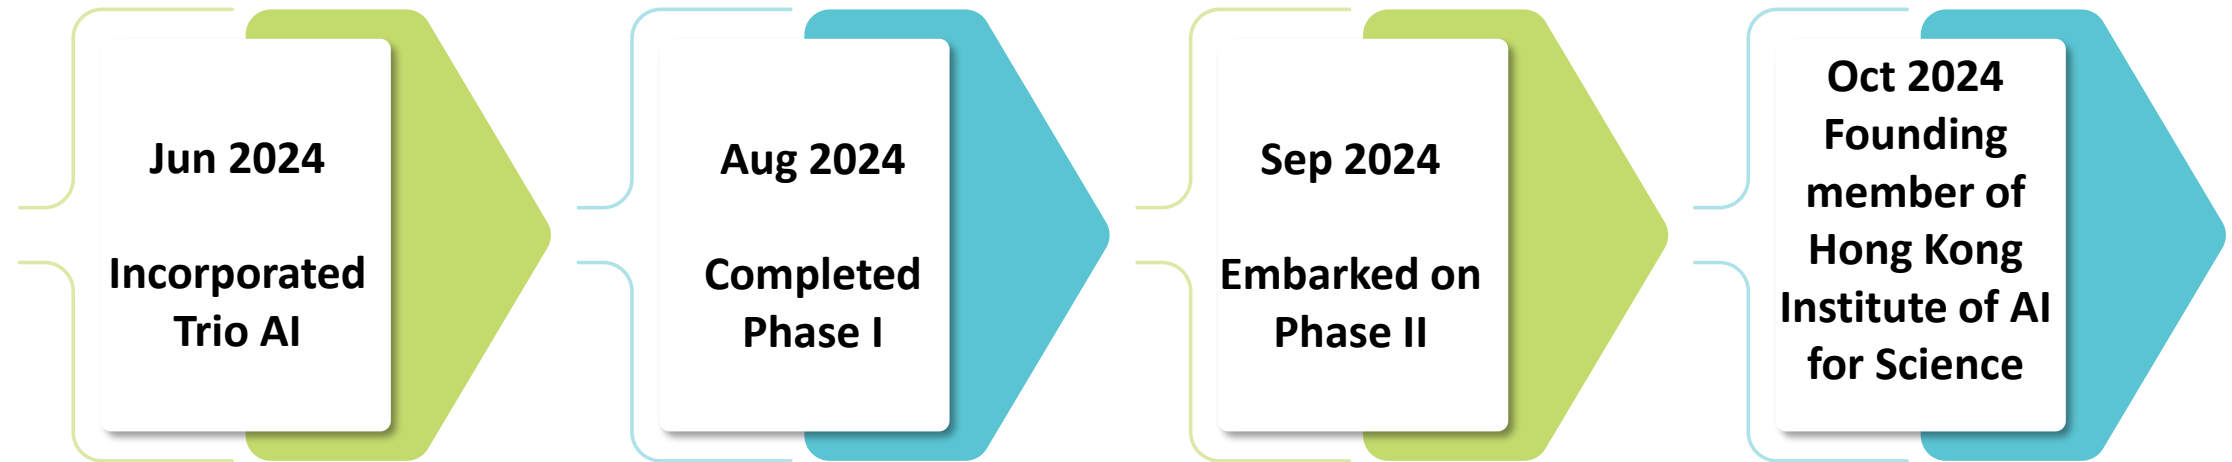 Jun 2024
Incorporated
Trio AI
Aug 2024
Completed
Phase I
Sep 2024
Embarked on
Phase II
Oct 2024
Founding
member of
Hong Kong
Institute of AI
for Science